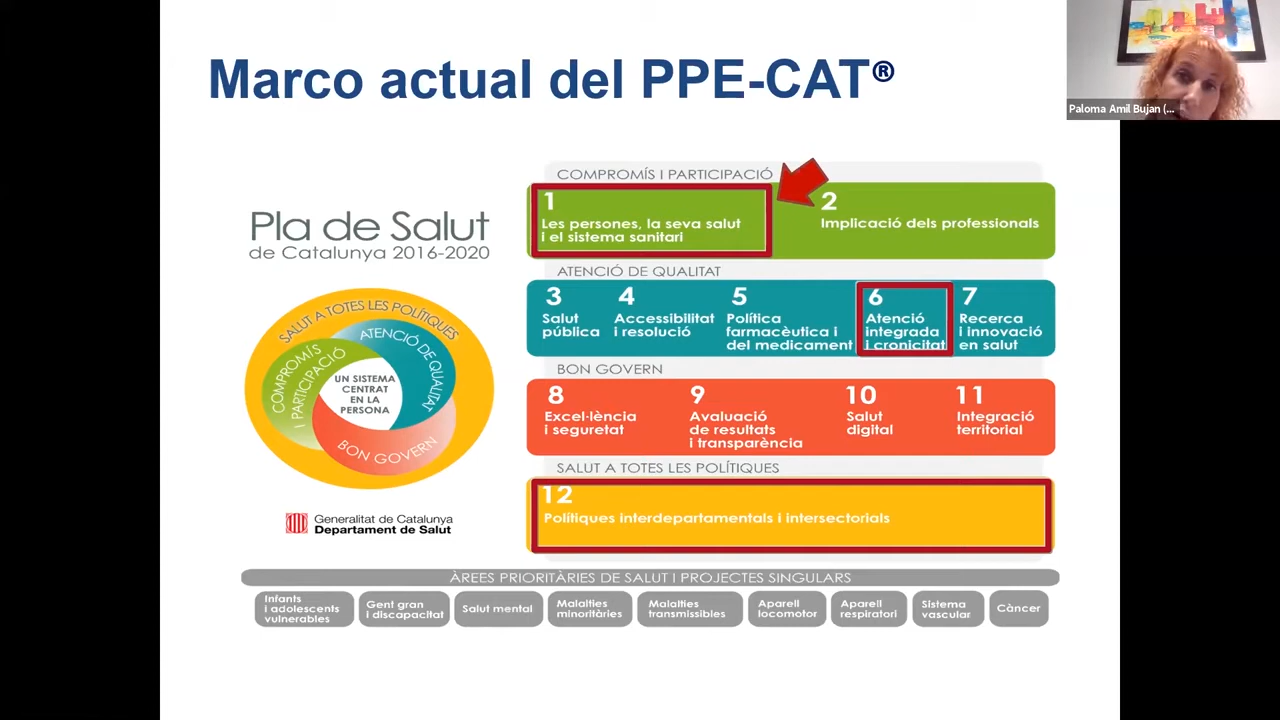 Marco actual del PPE-CAT®
Paloma Amil Bujan (...
Pla de Salut
de Catalunya 2016-2020
SALUT A TOTES LES POLÍTIQUES
ATENCIÓ DE QUALITAT
COMPROMÍS
I PARTICIPACIÓ
UN SISTEMA
CENTRAT
EN LA
PERSONA
BON GOVERN
Generalitat de Catalunya
Departament de Salut
COMPROMÍS I PARTICIPACIÓ
1
Les persones, la seva salut
i el sistema sanitari
2
Implicació dels professionals
ATENCIÓ DE QUALITAT
3
Salut
pública
4
Accessibilitat
i resolució
5
Política
farmacèutica i
del medicament
6
Atenció
integrada
i cronicitat
7
Recerca
i innovació
en salut
BON GOVERN
8
Excel·lència
i seguretat
9
Avaluació
de resultats
i transparència
10
Salut
digital
11
Integració
territorial
SALUT A TOTES LES POLÍTIQUES
12
Polítiques interdepartamentals i intersectorials
ÀREES PRIORITÀRIES DE SALUT I PROJECTES SINGULARS
Infants
i adolescents
vulnerables
Gent gran
i discapacitat
Salut mental
Malalties
minoritàries
Malalties
transmissibles
Aparell
locomotor
Aparell
respiratori
Sistema
vascular
Càncer